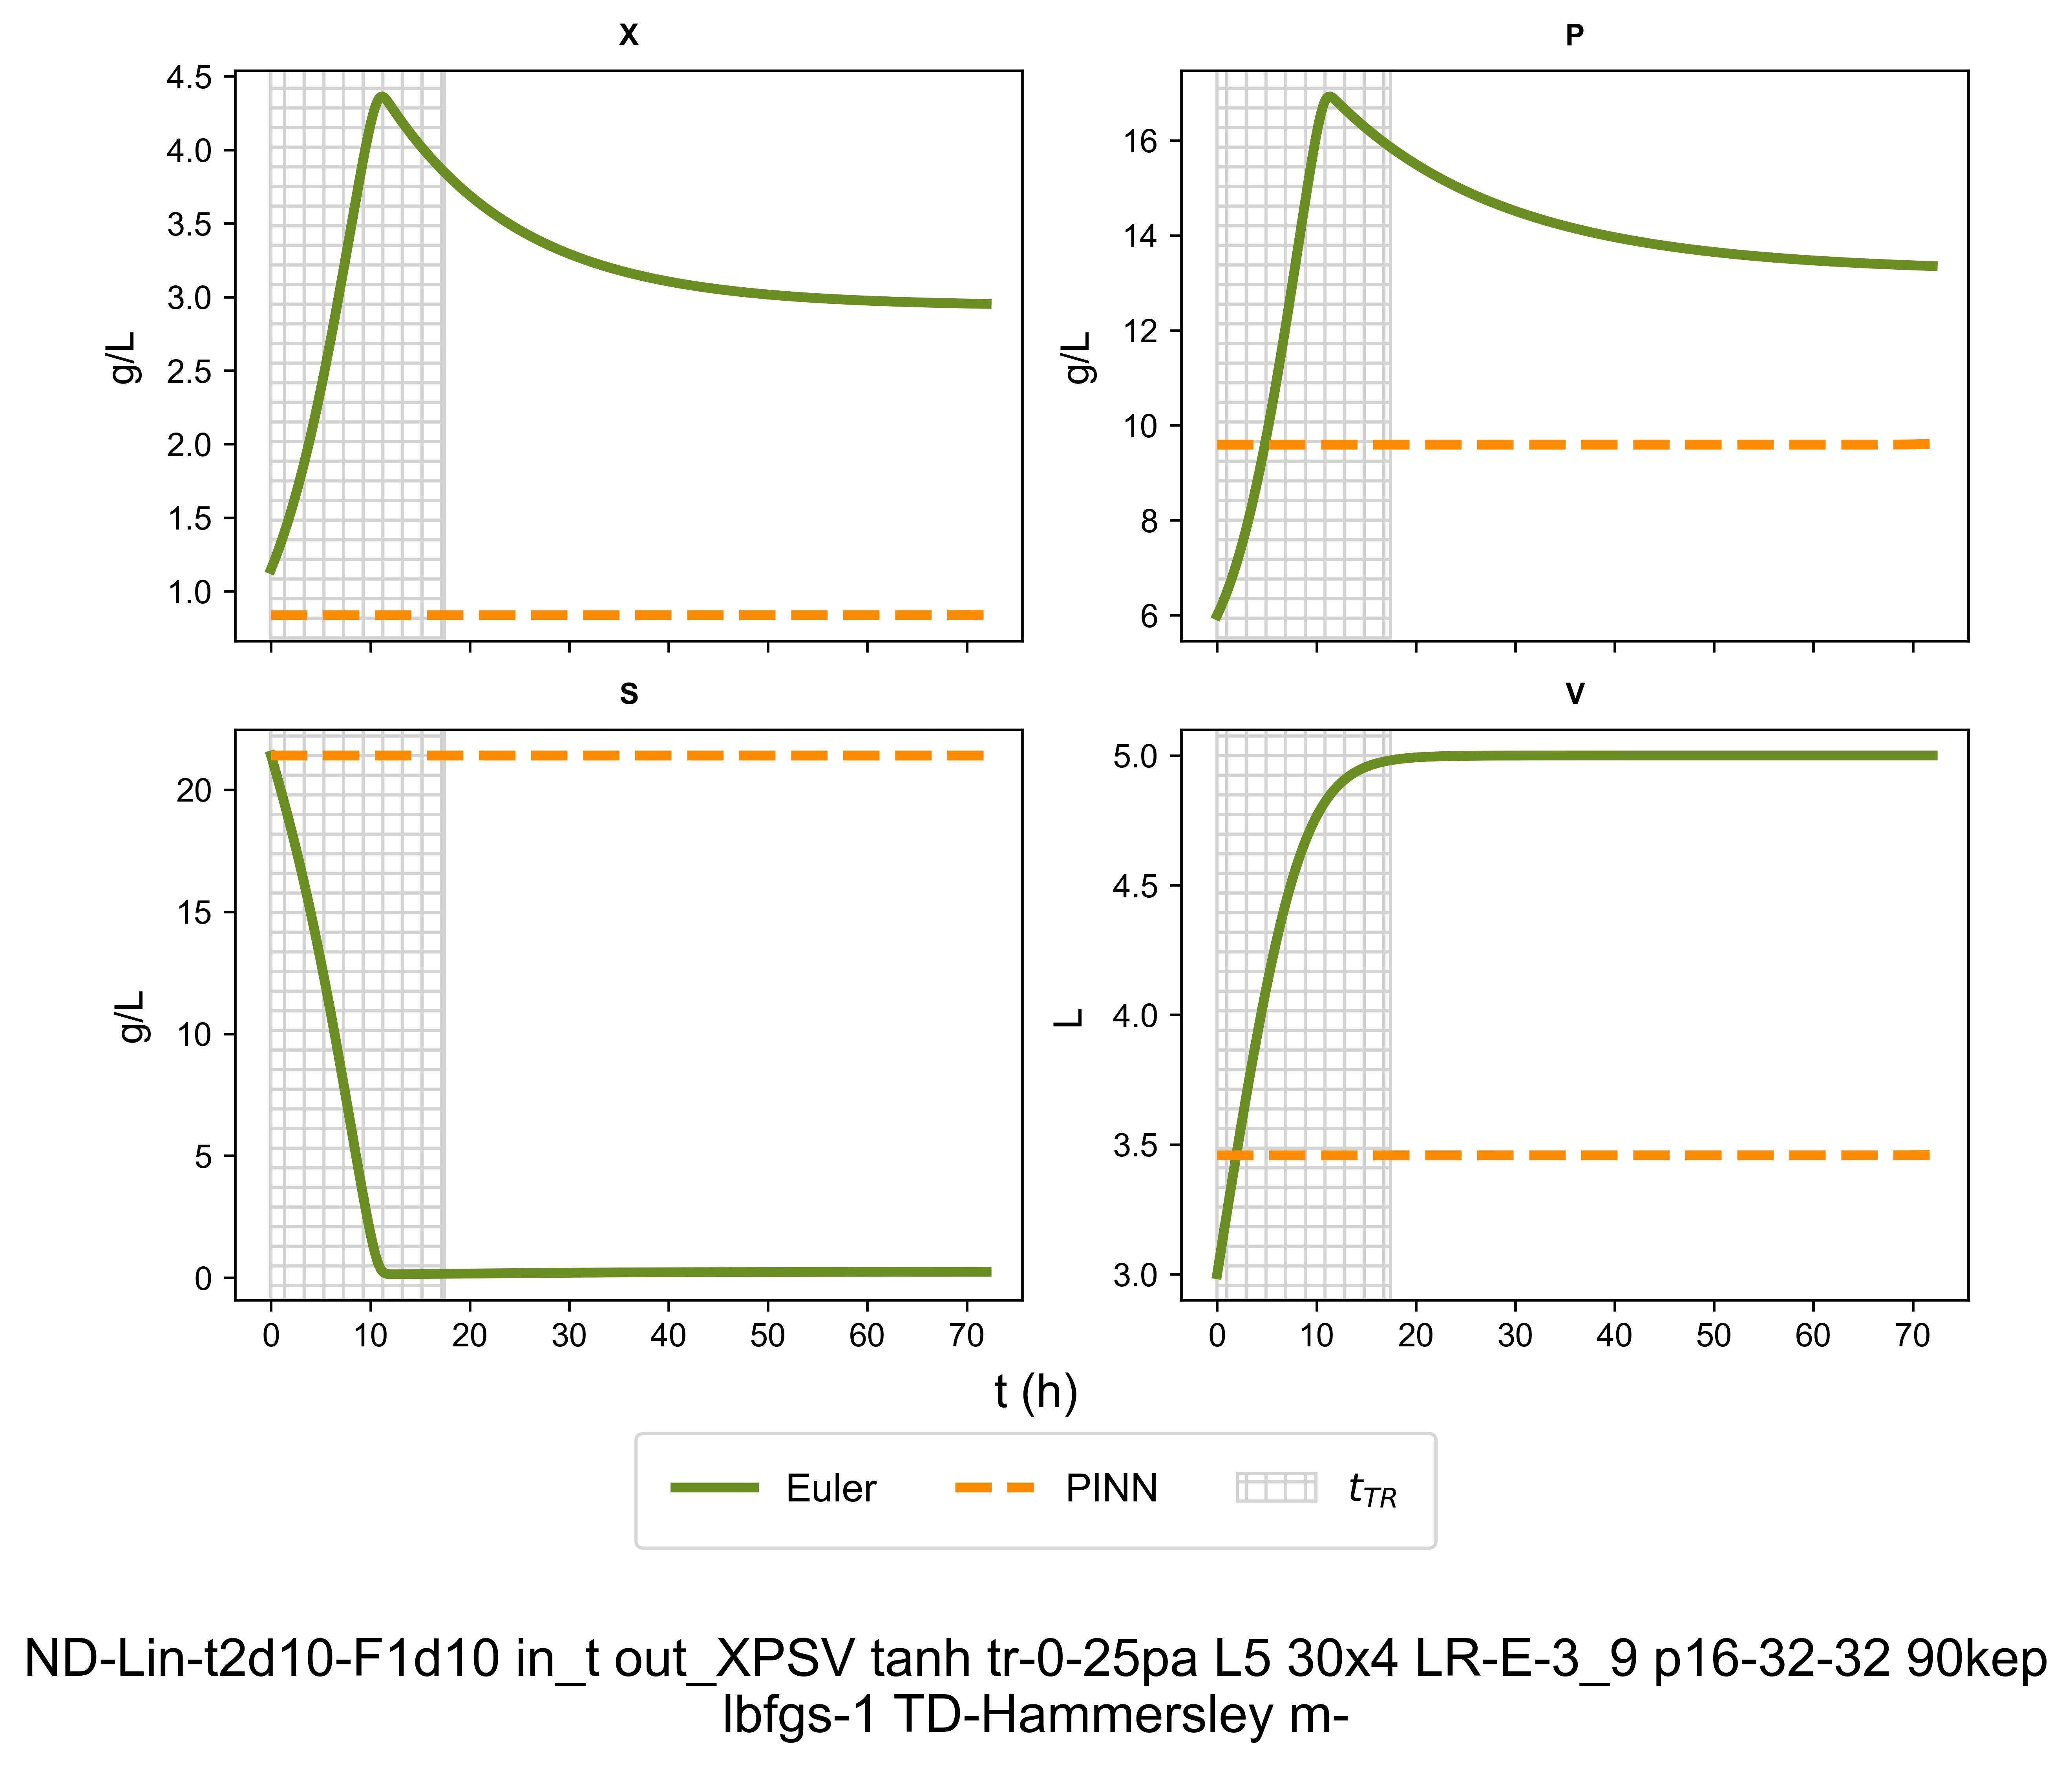 X
P
4.5
4.0
3.5
3.0
2.5
2.0
1.5
1.0
g/L
16
14
12
10
8
6
g/L
S
V
20
15
10
5
0
g/L
5.0
4.5
4.0
3.5
3.0
L
0 10 20 30 40 50 60 70
0 10 20 30 40 50 60 70
t (h)
Euler PINN t_{TR}
ND-Lin-t2d10-F1d10 in_t out_XPSV tanh tr-0-25pa L5 30x4 LR-E-3_9 p16-32-32 90kep
lbfgs-1 TD-Hammersley m-